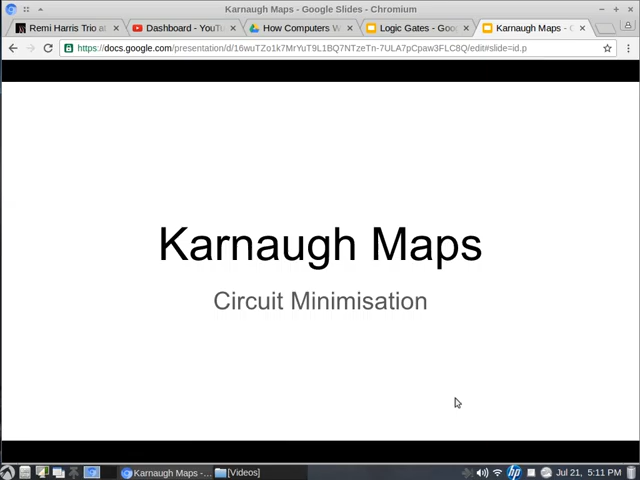 Karnaugh Maps - Google Slides - Chromium
Remi Harris Trio at
Dashboard - YouTu
How Computers W
Logic Gates - Goo
Karnaugh Maps - G
https://docs.google.com/presentation/d/16wuTZo1k7MrYuT9L1BQ7NTzeTn-7ULA7pCpaw3FLC8Q/edit#slide=id.p
Karnaugh Maps
Circuit Minimisation
Karnaugh Maps -...
[Videos]
hp
Jul 21, 5:11 PM